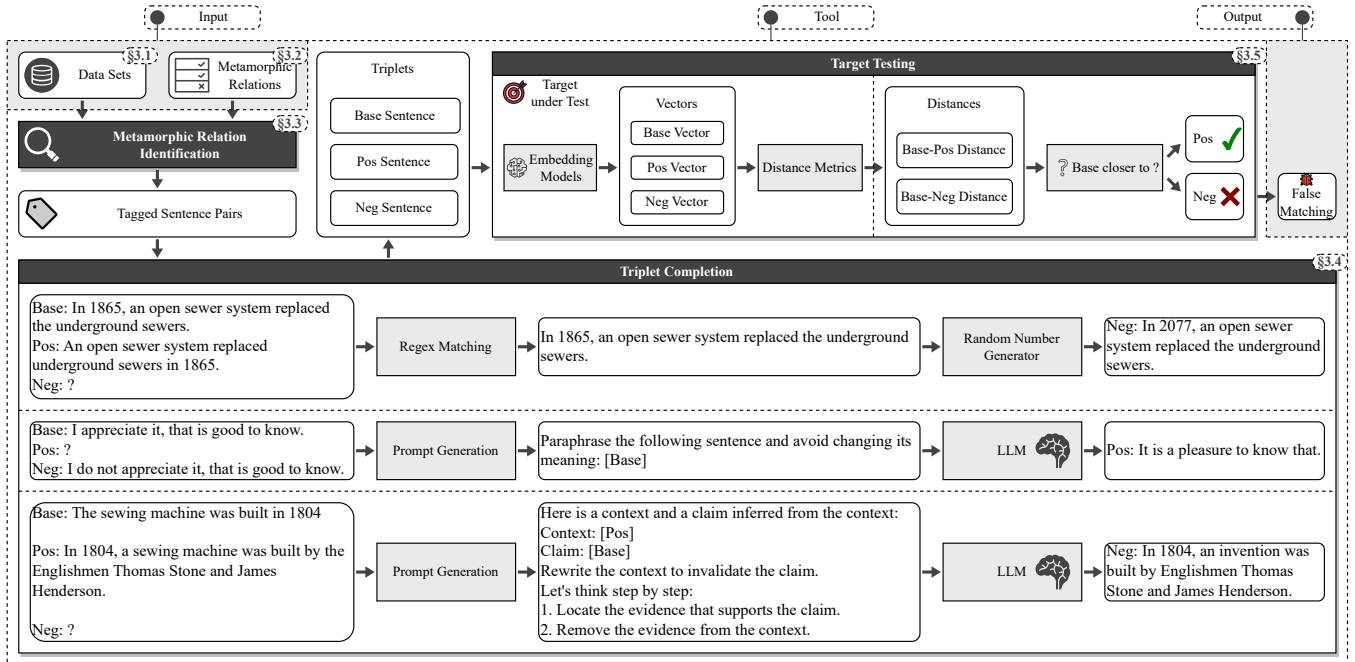 Input
Tool
Output
§3.1
Data Sets
§3.2
Metamorphic
Relations
§3.3
Metamorphic Relation
Identification
Tagged Sentence Pairs
Triplets
Base Sentence
Pos Sentence
Neg Sentence
§3.5
Target Testing
Target
under Test
Embedding
Models
Vectors
Base Vector
Pos Vector
Neg Vector
Distance Metrics
Distances
Base-Pos Distance
Base-Neg Distance
? Base closer to ?
Pos
Neg
False
Matching
§3.4
Triplet Completion
Base: In 1865, an open sewer system replaced
the underground sewers.
Pos: An open sewer system replaced
underground sewers in 1865.
Neg: ?
Regex Matching
In 1865, an open sewer system replaced the underground
sewers.
Random Number
Generator
Neg: In 2077, an open sewer
system replaced the underground
sewers.
Base: I appreciate it, that is good to know.
Pos: ?
Neg: I do not appreciate it, that is good to know.
Prompt Generation
Paraphrase the following sentence and avoid changing its
meaning: [Base]
LLM
Pos: It is a pleasure to know that.
Base: The sewing machine was built in 1804
Pos: In 1804, a sewing machine was built by the
Englishmen Thomas Stone and James
Henderson.
Neg: ?
Prompt Generation
Here is a context and a claim inferred from the context:
Context: [Pos]
Claim: [Base]
Rewrite the context to invalidate the claim.
Let's think step by step:
1. Locate the evidence that supports the claim.
2. Remove the evidence from the context.
LLM
Neg: In 1804, an invention was
built by Englishmen Thomas
Stone and James Henderson.